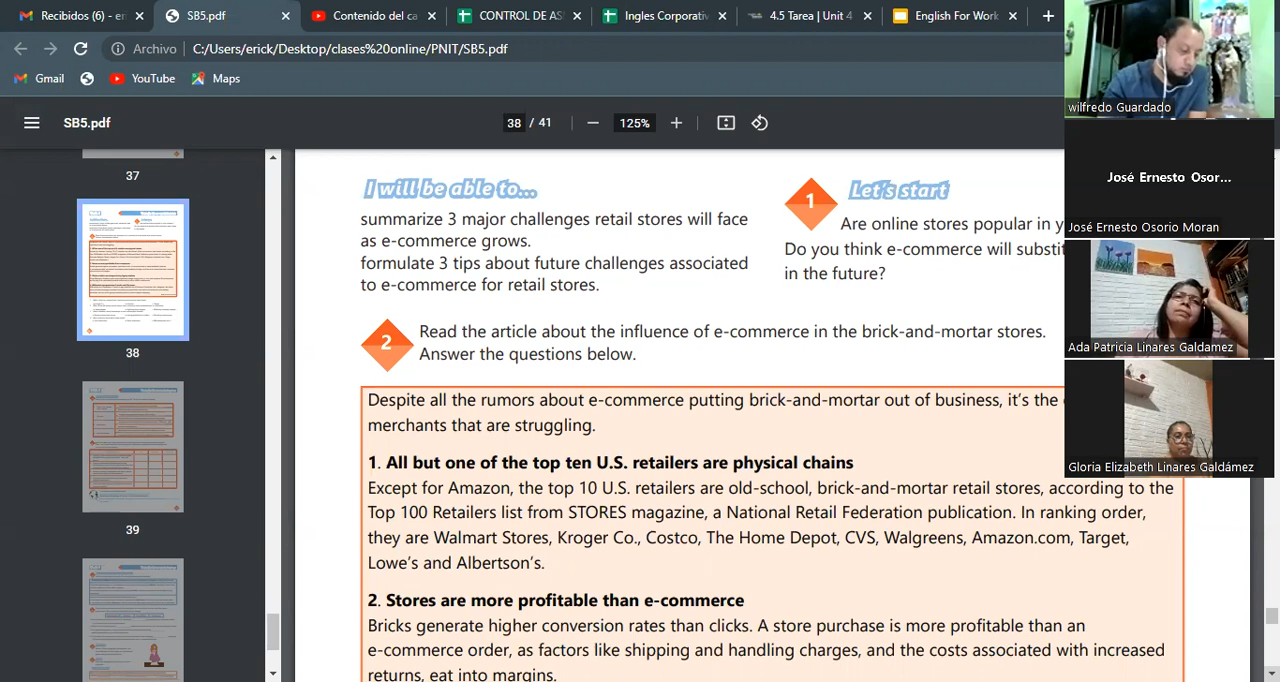 Recibidos (6) - er
SB5.pdf
Contenido del ca
CONTROL DE AS
Ingles Corporativ
4.5 Tarea | Unit 4
English For Work
Archivo
C:/Users/erick/Desktop/clases%20online/PNIT/SB5.pdf
Gmail
YouTube
Maps
SB5.pdf
38 / 41
125%
37
38
39
I will be able to...
summarize 3 major challenges retail stores will face
as e-commerce grows.
formulate 3 tips about future challenges associated
to e-commerce for retail stores.
1
Let's start
Are online stores popular in
Do you think e-commerce will
in the future?
2
Read the article about the influence of e-commerce in the brick-and-mortar stores.
Answer the questions below.
Despite all the rumors about e-commerce putting brick-and-mortar out of business, it's the
merchants that are struggling.
1. All but one of the top ten U.S. retailers are physical chains
Except for Amazon, the top 10 U.S. retailers are old-school, brick-and-mortar retail stores, according to the
Top 100 Retailers list from STORES magazine, a National Retail Federation publication. In ranking order,
they are Walmart Stores, Kroger Co., Costco, The Home Depot, CVS, Walgreens, Amazon.com, Target,
Lowe's and Albertson's.
2. Stores are more profitable than e-commerce
Bricks generate higher conversion rates than clicks. A store purchase is more profitable than an
e-commerce order, as factors like shipping and handling charges, and the costs associated with increased
returns, eat into margins.
wilfredo Guardado
José Ernesto Osor...
José Ernesto Osorio Moran
Ada Patricia Linares Galdamez
Gloria Elizabeth Linares Galdámez